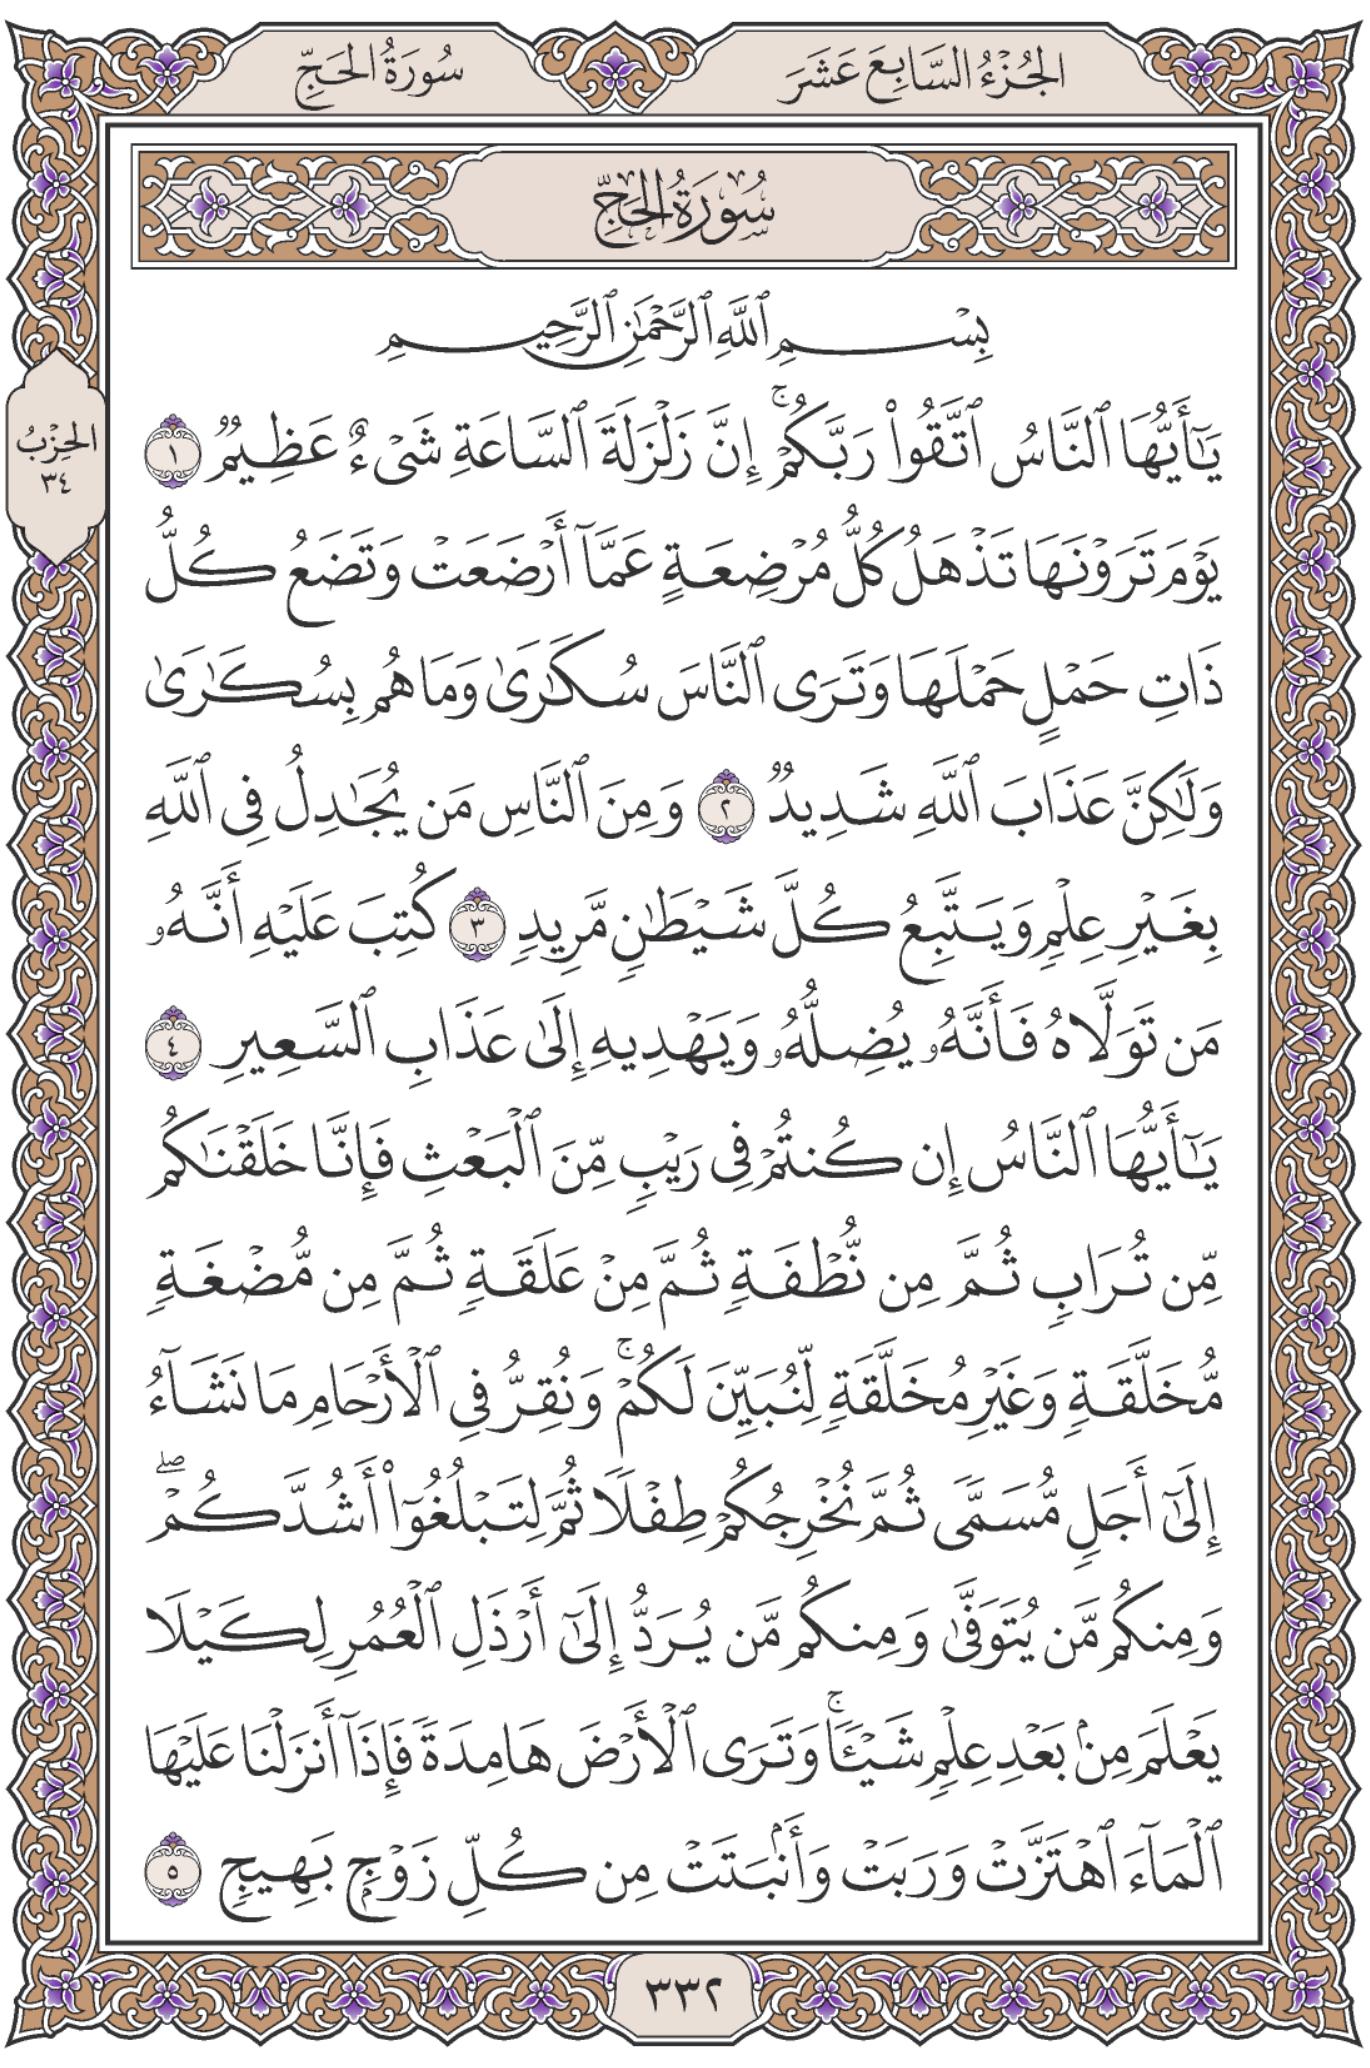 الجُزْءُ السَّابِعَ عَشَرَ
سُورَةُ الحَجِّ
سُورَةُ الحَجِّ
بِسْمِ ٱللَّهِ ٱلرَّحْمَٰنِ ٱلرَّحِيمِ
يَٰٓأَيُّهَا ٱلنَّاسُ ٱتَّقُوا۟ رَبَّكُمْ ۚ إِنَّ زَلْزَلَةَ ٱلسَّاعَةِ شَىْءٌ عَظِيمٌ ١
الحِزْبُ
٣٤
يَوْمَ تَرَوْنَهَا تَذْهَلُ كُلُّ مُرْضِعَةٍ عَمَّآ أَرْضَعَتْ وَتَضَعُ كُلُّ
ذَاتِ حَمْلٍ حَمْلَهَا وَتَرَى ٱلنَّاسَ سُكَٰرَىٰ وَمَا هُم بِسُكَٰرَىٰ
وَلَٰكِنَّ عَذَابَ ٱللَّهِ شَدِيدٌ ٢ وَمِنَ ٱلنَّاسِ مَن يُجَٰدِلُ فِى ٱللَّهِ
بِغَيْرِ عِلْمٍ وَيَتَّبِعُ كُلَّ شَيْطَٰنٍ مَّرِيدٍ ٣ كُتِبَ عَلَيْهِ أَنَّهُۥ
مَن تَوَلَّاهُ فَأَنَّهُۥ يُضِلُّهُۥ وَيَهْدِيهِ إِلَىٰ عَذَابِ ٱلسَّعِيرِ ٤
يَٰٓأَيُّهَا ٱلنَّاسُ إِن كُنتُمْ فِى رَيْبٍ مِّنَ ٱلْبَعْثِ فَإِنَّا خَلَقْنَٰكُم
مِّن تُرَابٍ ثُمَّ مِن نُّطْفَةٍ ثُمَّ مِنْ عَلَقَةٍ ثُمَّ مِن مُّضْغَةٍ
مُّخَلَّقَةٍ وَغَيْرِ مُخَلَّقَةٍ لِّنُبَيِّنَ لَكُمْ ۚ وَنُقِرُّ فِى ٱلْأَرْحَامِ مَا نَشَآءُ
إِلَىٰٓ أَجَلٍ مُّسَمًّى ثُمَّ نُخْرِجُكُمْ طِفْلًا ثُمَّ لِتَبْلُغُوٓا۟ أَشُدَّكُمْ ۖ
وَمِنكُم مَّن يُتَوَفَّىٰ وَمِنكُم مَّن يُرَدُّ إِلَىٰٓ أَرْذَلِ ٱلْعُمُرِ لِكَيْلَا
يَعْلَمَ مِنۢ بَعْدِ عِلْمٍ شَيْـًٔا ۚ وَتَرَى ٱلْأَرْضَ هَامِدَةً فَإِذَآ أَنزَلْنَا عَلَيْهَا
ٱلْمَآءَ ٱهْتَزَّتْ وَرَبَتْ وَأَنۢبَتَتْ مِن كُلِّ زَوْجٍۭ بَهِيجٍ ٥
٣٣٢